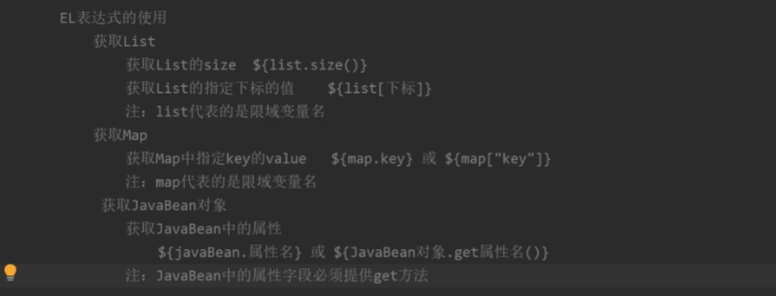 EL表达式的使用
获取List
获取List的size ${list.size()}
获取List的指定下标的值 ${list[下标]}
注：list代表的是限域变量名
获取Map
获取Map中指定key的value ${map.key} 或 ${map["key"]}
注：map代表的是限域变量名
获取JavaBean对象
获取JavaBean中的属性
${javaBean.属性名} 或 ${JavaBean对象.get属性名()}
注：JavaBean中的属性字段必须提供get方法